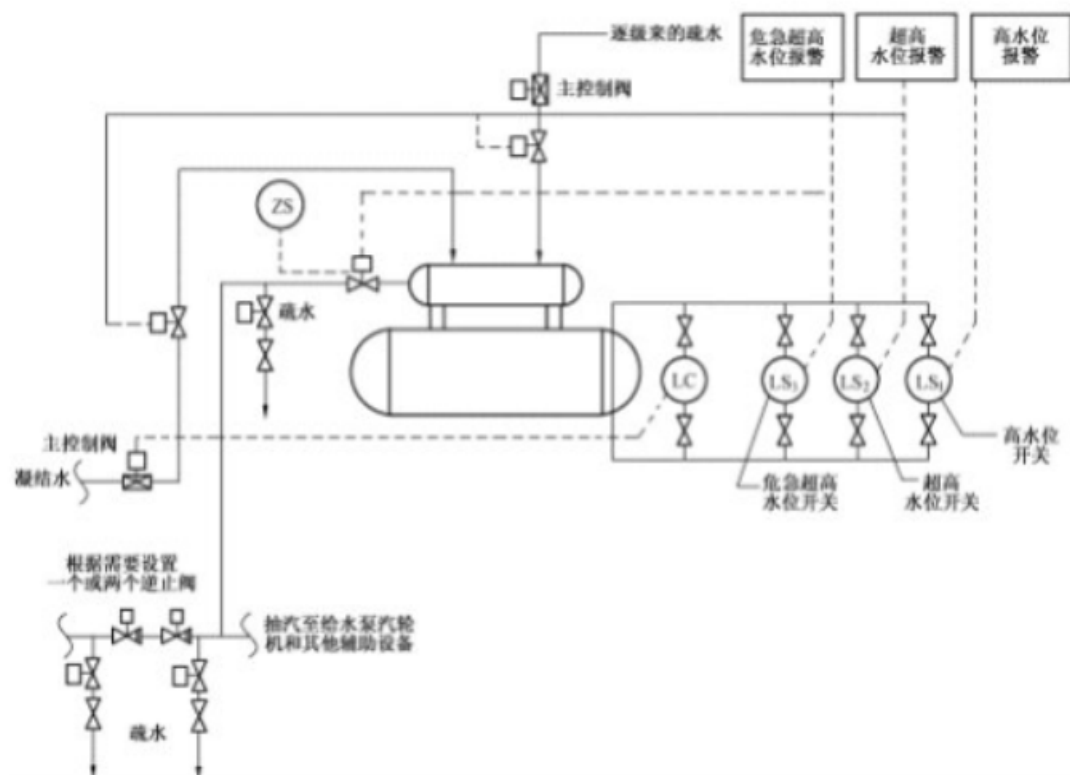 逐级来的疏水
危急超高
水位报警
超高
水位报警
高水位
报警
主控制阀
ZS
疏水
LC
LS₃
LS₂
LS₁
主控制阀
凝结水
高水位
开关
危急超高
水位开关
超高
水位开关
根据需要设置
一个或两个逆止阀
抽汽至给水泵汽轮
机和其他辅助设备
疏水